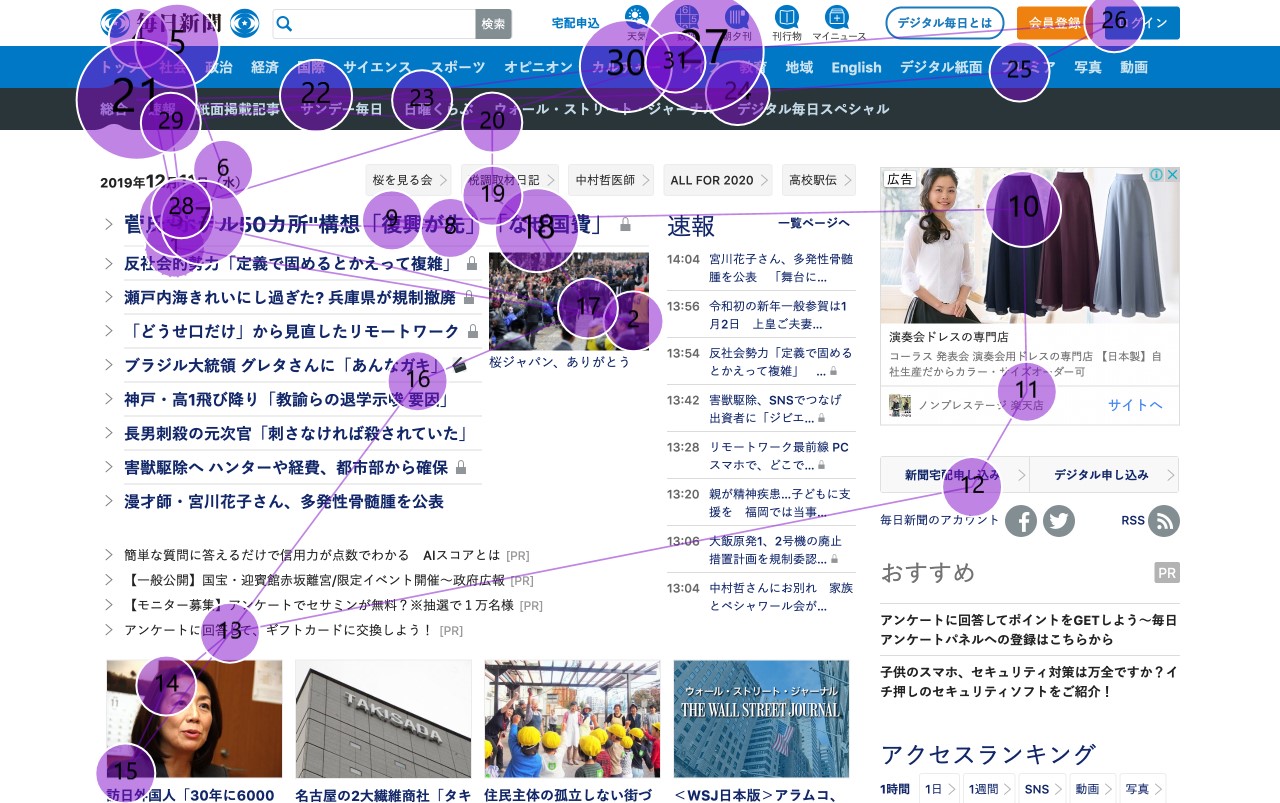 毎日新聞
検索
宅配申込
天気
朝夕刊
刊行物
マイニュース
デジタル毎日とは
会員登録
ログイン
トップ 社会 政治 経済 国際 サイエンス スポーツ オピニオン ライフ 教育 地域 English デジタル紙面 プレミア 写真 動画
総合 速報 紙面掲載記事 サンデー毎日 日曜くらぶ ウォール・ストリート・ジャーナル デジタル毎日スペシャル
2019年12月11日（水）
桜を見る会
税調取材日記
中村哲医師
ALL FOR 2020
高校駅伝
50カ所"構想「復興が先」「なぜ国費」
反社会的勢力「定義で固めるとかえって複雑」
瀬戸内海きれいにし過ぎた? 兵庫県が規制撤廃
「どうせ口だけ」から見直したリモートワーク
ブラジル大統領 グレタさんに「あんなガキ」
神戸・高1飛び降り「教諭らの退学示唆 要因」
長男刺殺の元次官「刺さなければ殺されていた」
害獣駆除へ ハンターや経費、都市部から確保
漫才師・宮川花子さん、多発性骨髄腫を公表
桜ジャパン、ありがとう
簡単な質問に答えるだけで信用力が点数でわかる　AIスコアとは [PR]
【一般公開】国宝・迎賓館赤坂離宮/限定イベント開催～政府広報 [PR]
【モニター募集】アンケートでセサミンが無料？※抽選で１万名様 [PR]
アンケートに回答して、ギフトカードに交換しよう！ [PR]
速報
一覧ページへ
14:04 宮川花子さん、多発性骨髄腫を公表　「舞台に…
13:56 令和初の新年一般参賀は1月2日　上皇ご夫妻…
13:54 反社会勢力「定義で固めるとかえって複雑」　…
13:42 害獣駆除、SNSでつなげ　出資者に「ジビエ…
13:28 リモートワーク最前線 PCスマホで、どこで…
13:20 親が精神疾患…子どもに支援を　福岡では当事…
13:06 大飯原発1、2号機の廃止措置計画を規制委認…
13:04 中村哲さんにお別れ　家族とペシャワール会が…
広告
演奏会ドレスの専門店
コーラス 発表会 演奏会用ドレスの専門店 【日本製】自
社生産だからカラー・サイズオーダー可
ノンプレステージ 楽天店
サイトへ
新聞宅配申し込み
デジタル申し込み
毎日新聞のアカウント
RSS
おすすめ
PR
アンケートに回答してポイントをGETしよう～毎日
アンケートパネルへの登録はこちらから
子供のスマホ、セキュリティ対策は万全ですか？イ
チ押しのセキュリティソフトをご紹介！
アクセスランキング
1時間
1日
1週間
SNS
動画
写真
TAKISADA
ウォール・ストリート・ジャーナル
THE WALL STREET JOURNAL
訪日外国人「30年に6000
名古屋の2大繊維商社「タキ
住民主体の孤立しない街づ
＜WSJ日本版＞アラムコ、
2
5
6
8
9
10
11
12
13
14
15
16
17
18
19
20
21
22
23
24
25
26
27
28
29
30
31